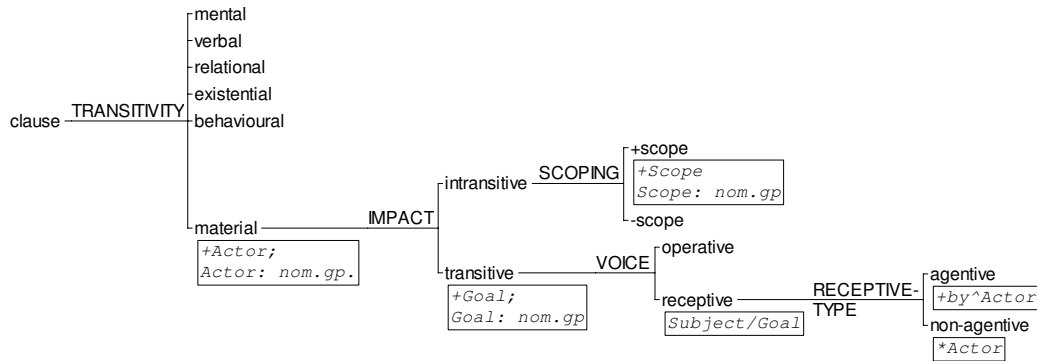 mental
verbal
relational
existential
clause TRANSITIVITY behavioural
+scope
intransitive SCOPING +Scope
Scope: nom.gp
material IMPACT -scope
+Actor;
Actor: nom.gp.
operative
transitive VOICE agentive
+Goal;
Goal: nom.gp
receptive RECEPTIVE-
TYPE
+by^Actor
Subject/Goal
non-agentive
*Actor